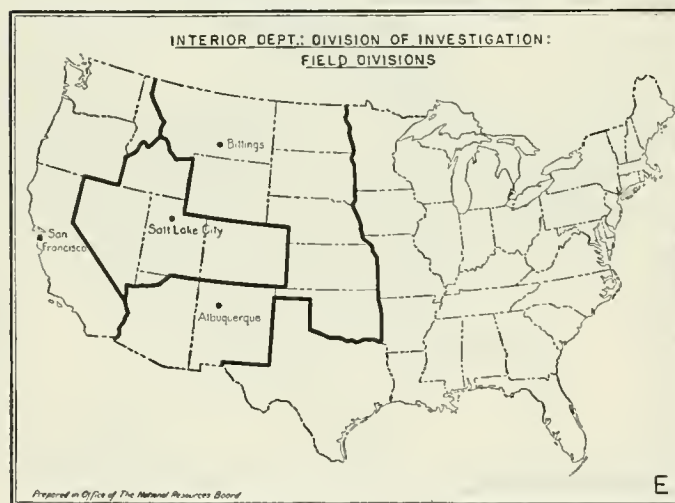 INTERIOR DEPT.: DIVISION OF INVESTIGATION:
FIELD DIVISIONS
Billings
Salt Lake City
San
Francisco
Albuquerque
Prepared in Office of The National Resources Board
E